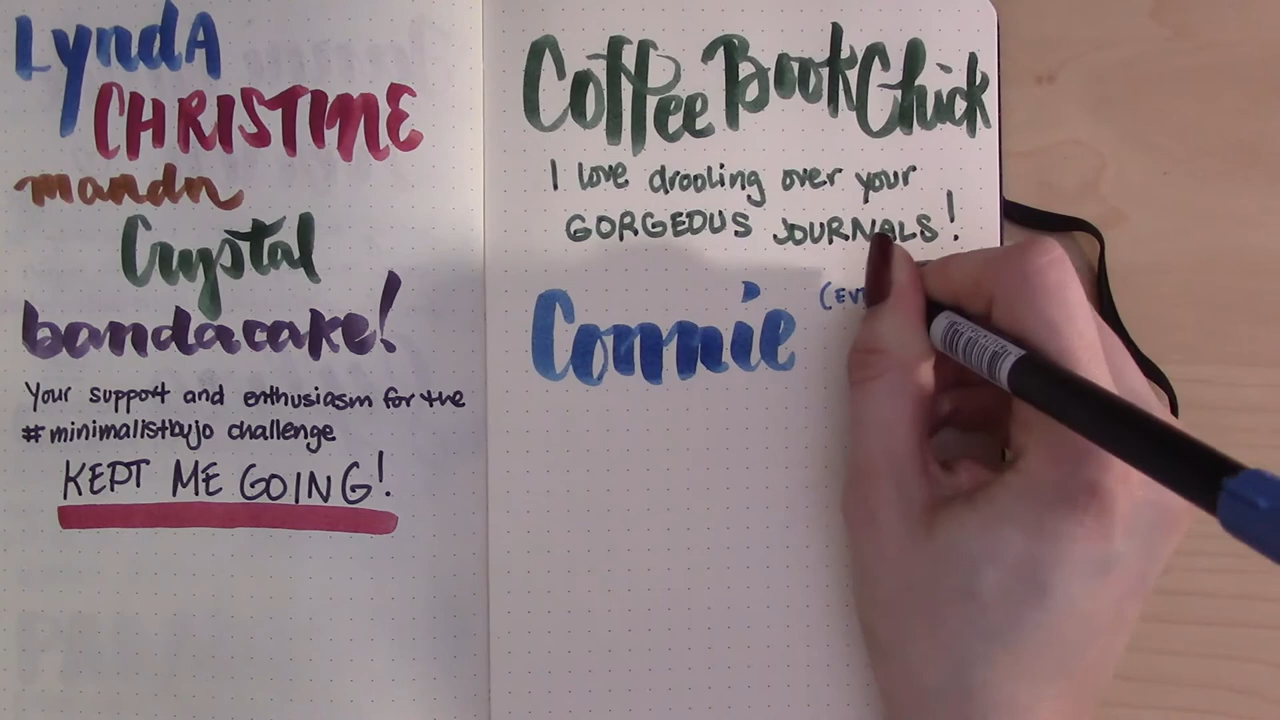 LyndA
CHRISTINE
mandn
Crystal
bandacake!
Your support and enthusiasm for the
#minimalistbujo challenge
KEPT ME GOING!
CoffeeBookChick
I love drooling over your
GORGEOUS JOURNALS!
Connie